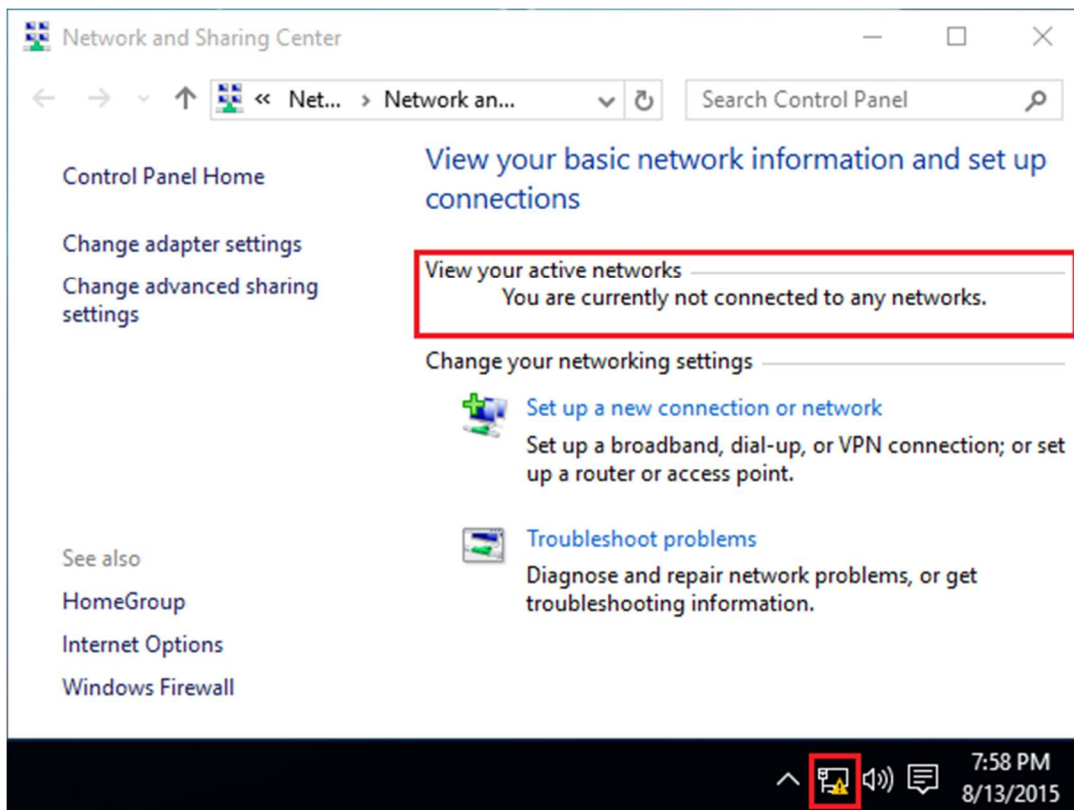 Network and Sharing Center
« Net... > Network an...
Search Control Panel
Control Panel Home
Change adapter settings
Change advanced sharing
settings
See also
HomeGroup
Internet Options
Windows Firewall
View your basic network information and set up
connections
View your active networks
You are currently not connected to any networks.
Change your networking settings
Set up a new connection or network
Set up a broadband, dial-up, or VPN connection; or set
up a router or access point.
Troubleshoot problems
Diagnose and repair network problems, or get
troubleshooting information.
7:58 PM
8/13/2015